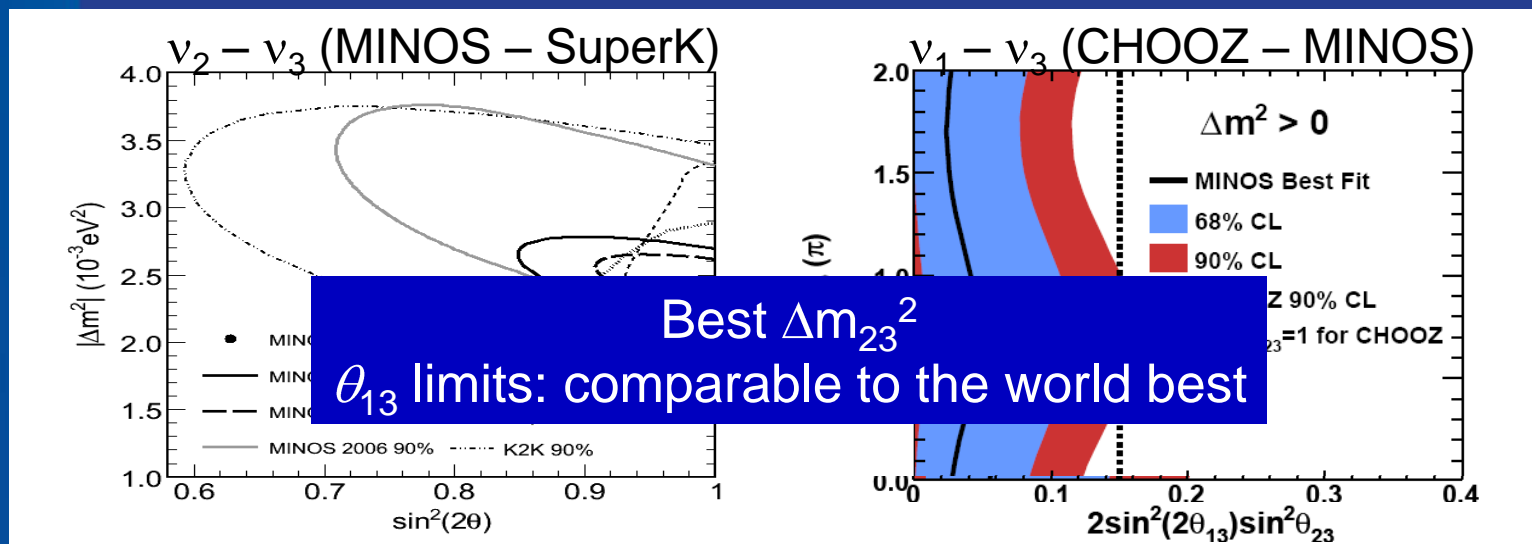 ν₂ – ν₃ (MINOS – SuperK)
4.0
3.5
3.0
2.5
2.0
1.5
1.0
|Δm²| (10⁻³eV²)
MINOS 2006 90%
K2K 90%
0.6 0.7 0.8 0.9 1
sin²(2θ)
ν₁ – ν₃ (CHOOZ – MINOS)
2.0
1.5
1.0
0.0
(π)
Δm² > 0
MINOS Best Fit
68% CL
90% CL
Z 90% CL
₂₃=1 for CHOOZ
0 0.1 0.2 0.3 0.4
2sin²(2θ₁₃)sin²θ₂₃
Best Δm₂₃²
θ₁₃ limits: comparable to the world best